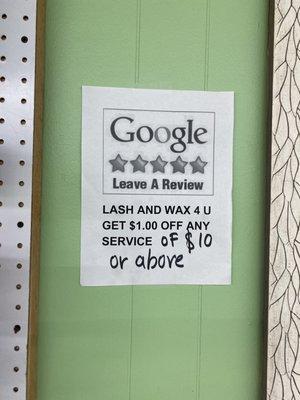 Google
Leave A Review
LASH AND WAX 4 U
GET $1.00 OFF ANY
SERVICE OF $10
or above